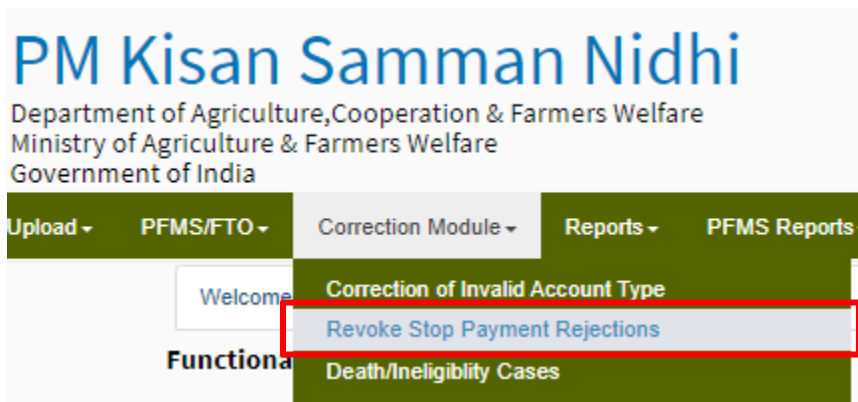 PM Kisan Samman Nidhi
Department of Agriculture,Cooperation & Farmers Welfare
Ministry of Agriculture & Farmers Welfare
Government of India
Upload PFMS/FTO Correction Module Reports PFMS Reports
Welcome
Correction of Invalid Account Type
Revoke Stop Payment Rejections
Functiona
Death/Ineligiblity Cases